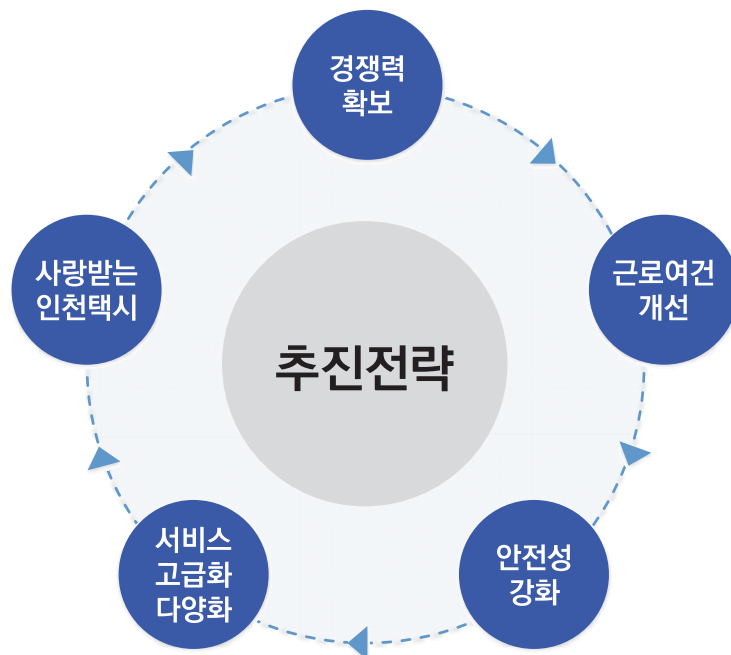 경쟁력
확보
사랑받는
인천택시
근로여건
개선
추진전략
서비스
고급화
다양화
안전성
강화